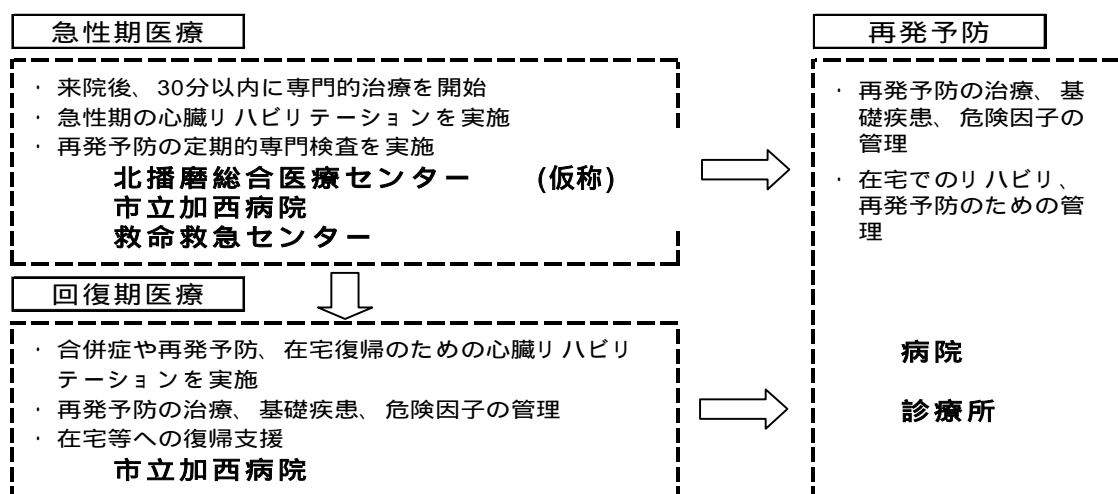 急性期医療
・ 来院後、30分以内に専門的治療を開始
・ 急性期の心臓リハビリテーションを実施
・ 再発予防の定期的専門検査を実施
北播磨総合医療センター (仮称)
市立加西病院
救命救急センター
回復期医療
・ 合併症や再発予防、在宅復帰のための心臓リハビリ
テーションを実施
・ 再発予防の治療、基礎疾患、危険因子の管理
・ 在宅等への復帰支援
市立加西病院
再発予防
・ 再発予防の治療、基
礎疾患、危険因子の
管理
・ 在宅でのリハビリ、
再発予防のための管
理
病院
診療所